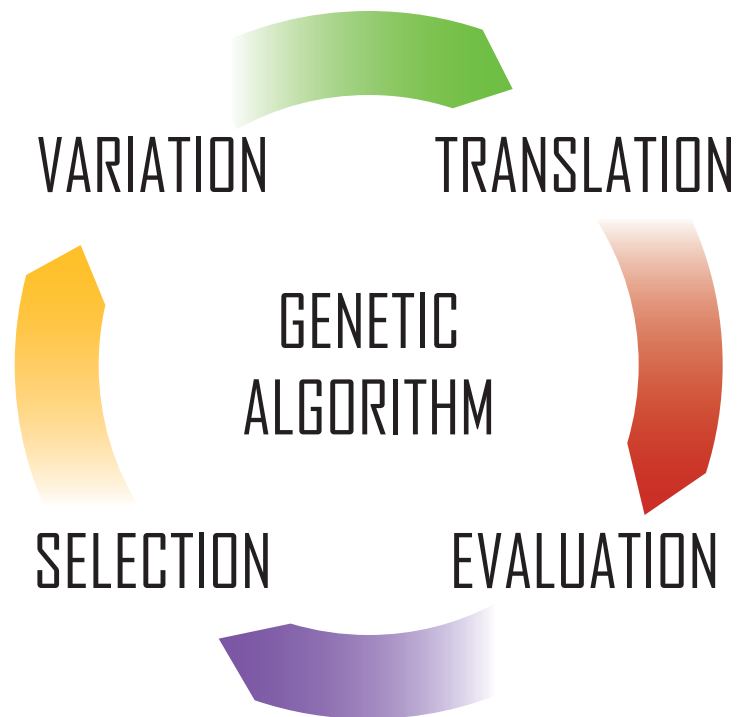 VARIATION
TRANSLATION
GENETIC
ALGORITHM
SELECTION
EVALUATION